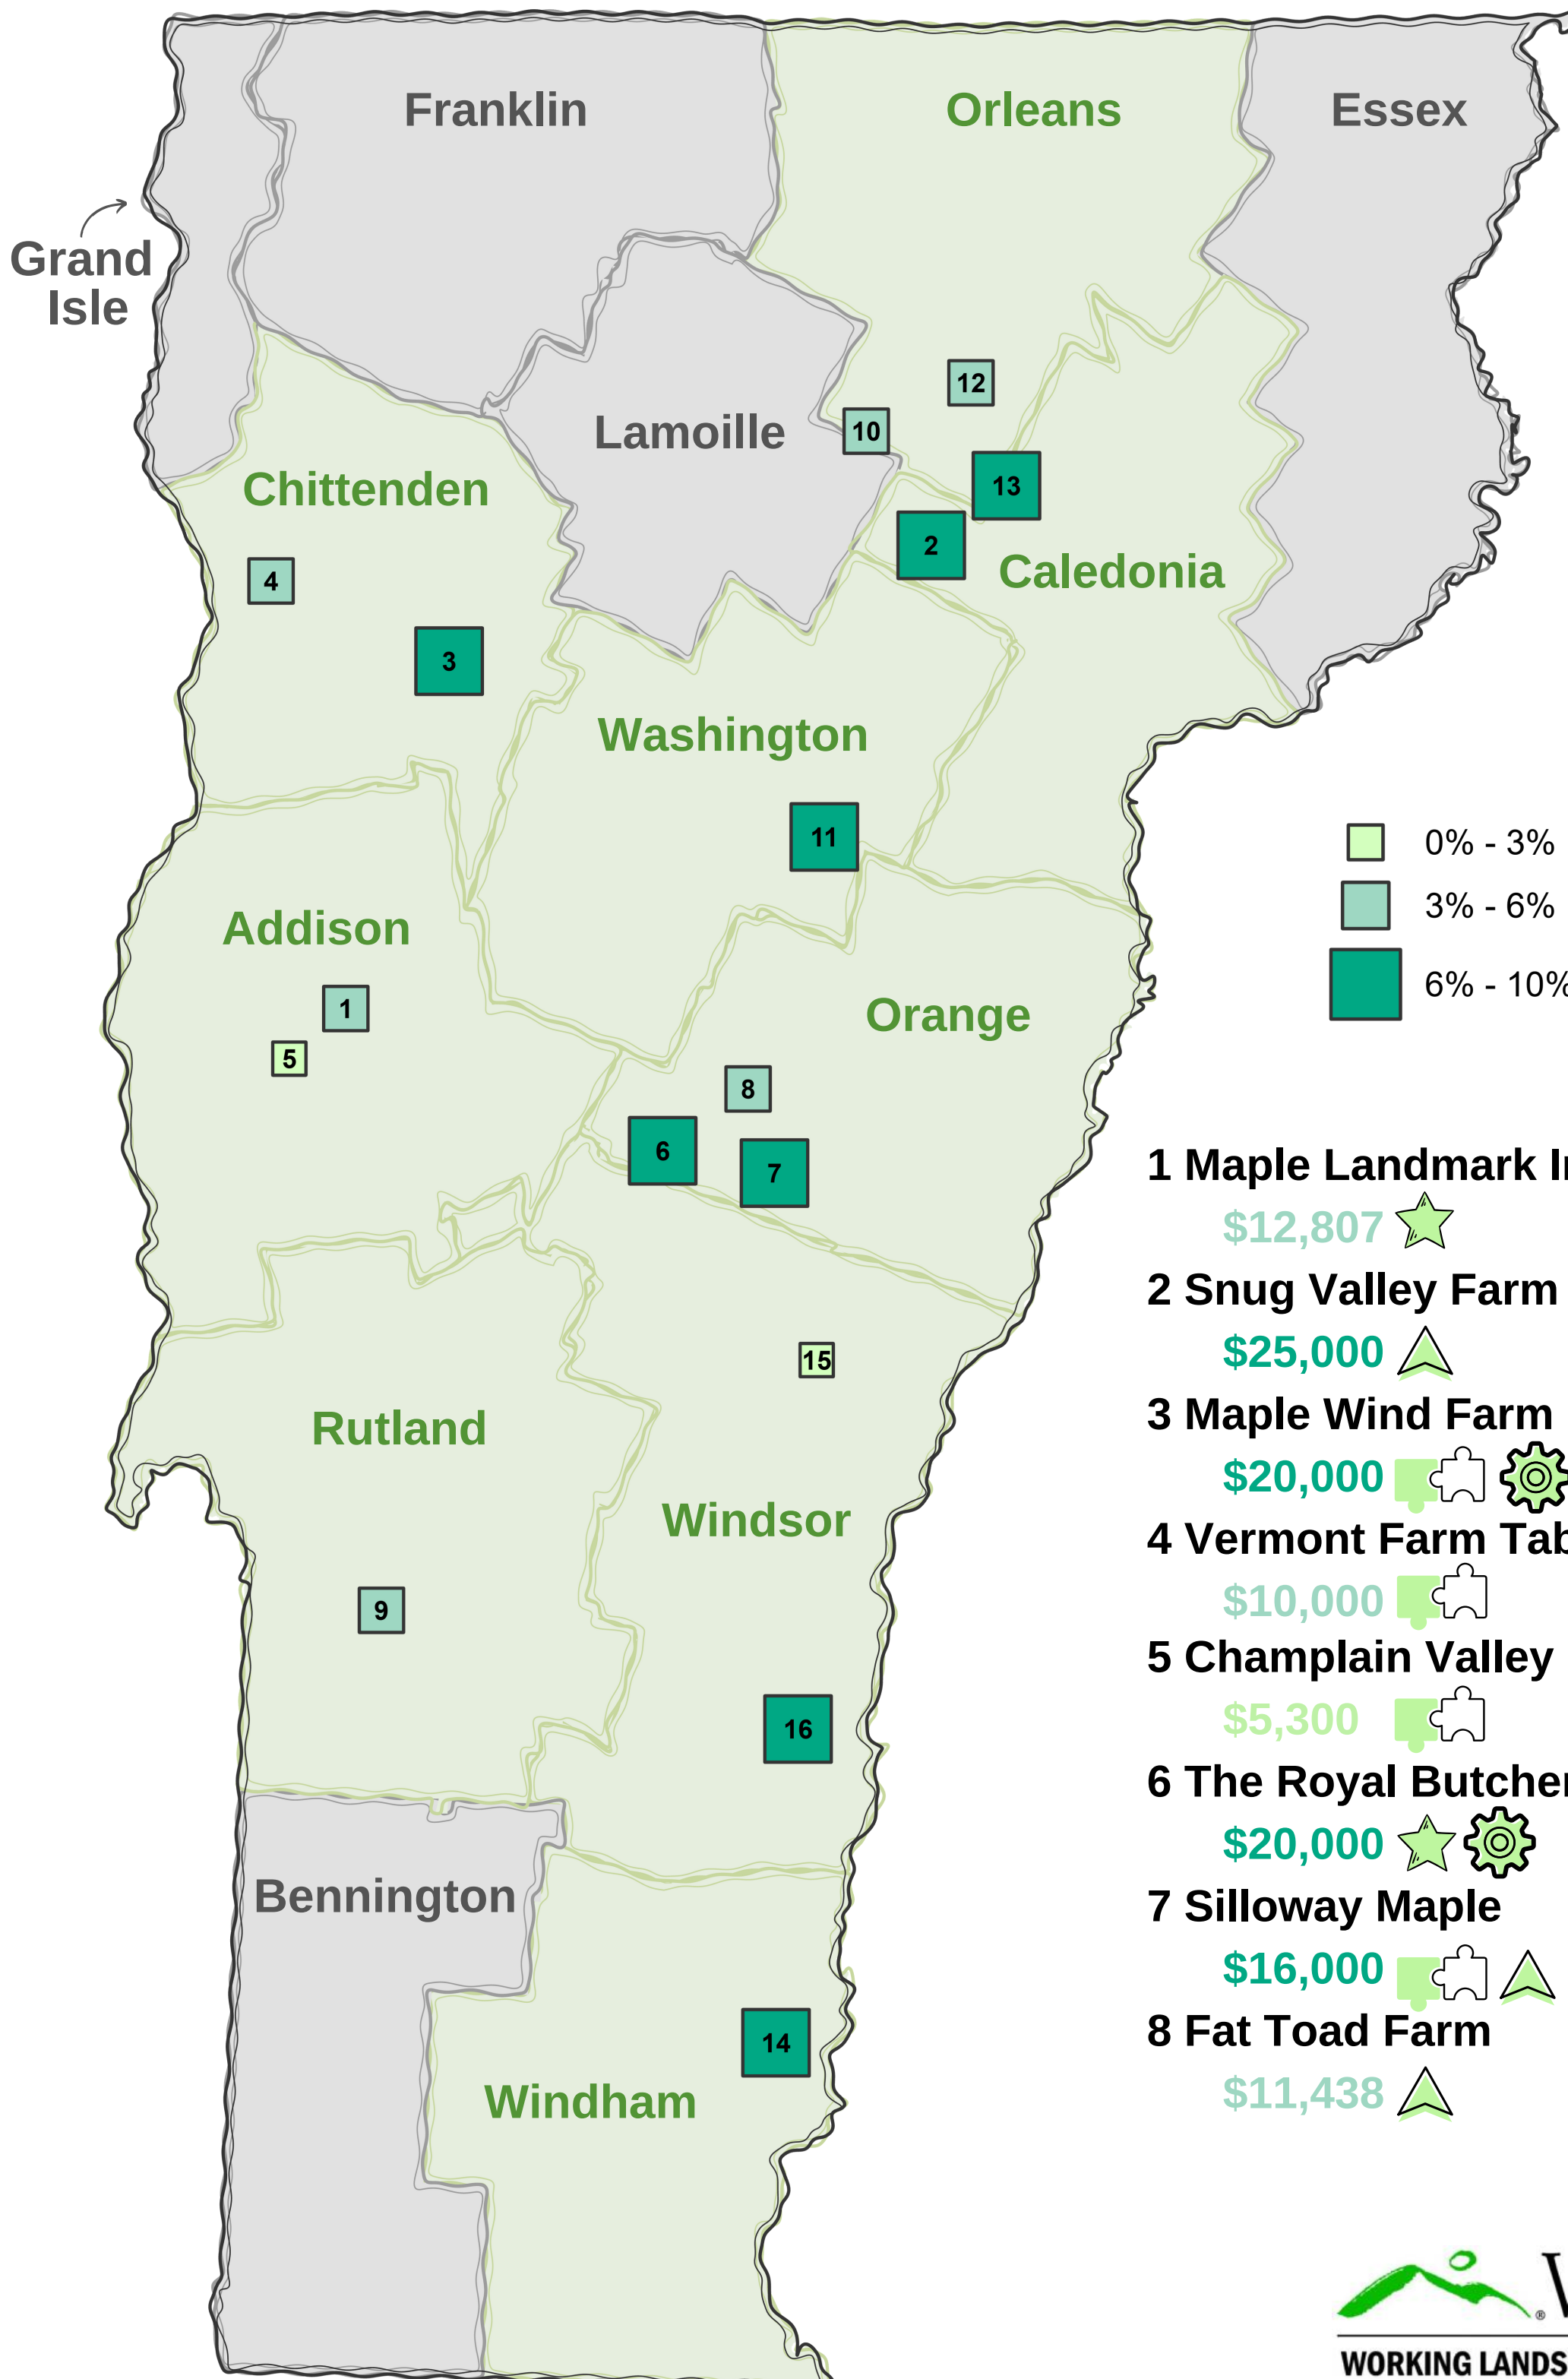 Franklin
Orleans
Essex
Grand
Isle
12
10
Lamoille
13
Chittenden
2
4
Caledonia
3
Washington
11
0% - 3%
3% - 6%
6% - 10%
Addison
1
Orange
5
8
6
7
1 Maple Landmark
$12,807
2 Snug Valley Farm
$25,000
15
3 Maple Wind Farm
Rutland
$20,000
Windsor
4 Vermont Farm
$10,000
9
5 Champlain Valley
$5,300
16
6 The Royal Butcher
$20,000
Bennington
7 Silloway Maple
$16,000
14
8 Fat Toad Farm
Windham
$11,438
®
WORKING LANDS